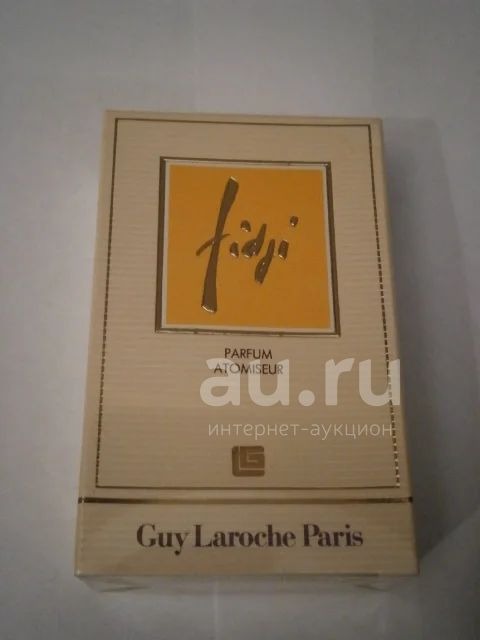 fidji
PARFUM
ATOMISEUR
au.ru
интернет-аукцион
Guy Laroche Paris